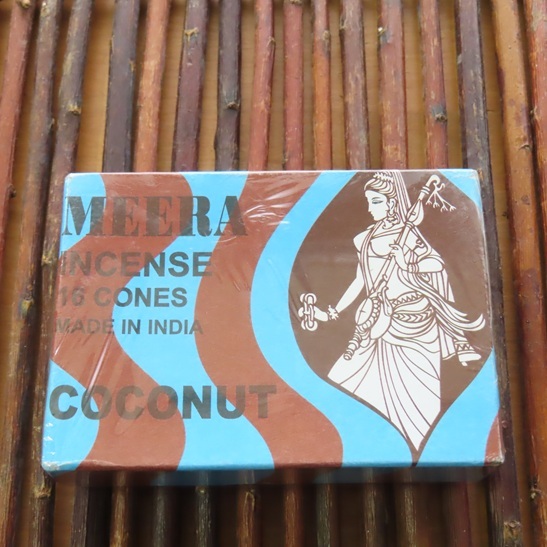 MEERA
INCENSE
16 CONES
MADE IN INDIA
COCONUT